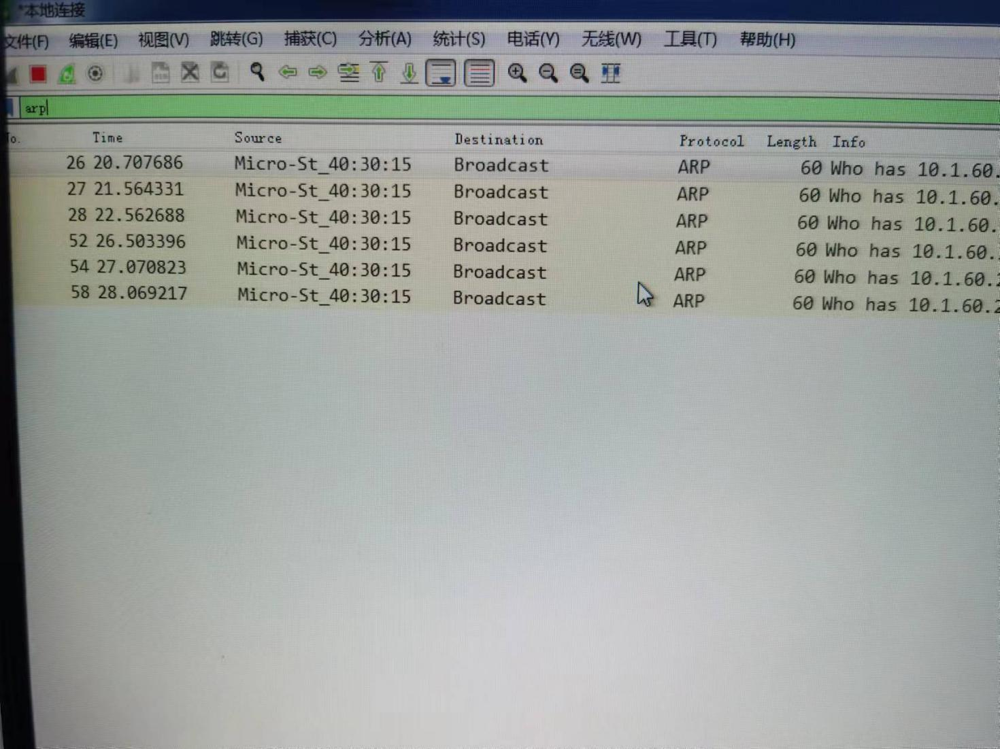 *本地连接
文件(F) 编辑(E) 视图(V) 跳转(G) 捕获(C) 分析(A) 统计(S) 电话(Y) 无线(W) 工具(T) 帮助(H)
arp
No. Time Source Destination Protocol Length Info
26 20.707686 Micro-St_40:30:15 Broadcast ARP 60 Who has 10.1.60.
27 21.564331 Micro-St_40:30:15 Broadcast ARP 60 Who has 10.1.60.
28 22.562688 Micro-St_40:30:15 Broadcast ARP 60 Who has 10.1.60.
52 26.503396 Micro-St_40:30:15 Broadcast ARP 60 Who has 10.1.60.
54 27.070823 Micro-St_40:30:15 Broadcast ARP 60 Who has 10.1.60.2
58 28.069217 Micro-St_40:30:15 Broadcast ARP 60 Who has 10.1.60.2